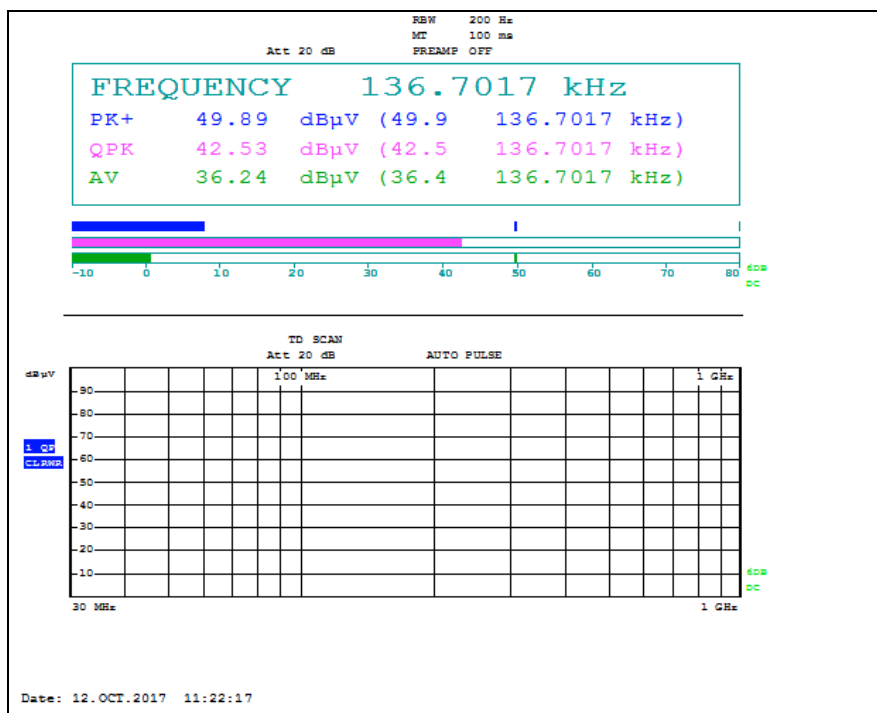 RBW 200 Hz
MT 100 ms
Att 20 dB PREAMP OFF
FREQUENCY 136.7017 kHz
PK+ 49.89 dBµV (49.9 136.7017 kHz)
QPK 42.53 dBµV (42.5 136.7017 kHz)
AV 36.24 dBµV (36.4 136.7017 kHz)
-10 0 10 20 30 40 50 60 70 80
6DB
DC
TD SCAN
Att 20 dB AUTO PULSE
dBµV
100 MHz 1 GHz
90
80
70
1 QP
CLRWR
60
50
40
30
20
10
6DB
DC
30 MHz 1 GHz
Date: 12.OCT.2017 11:22:17